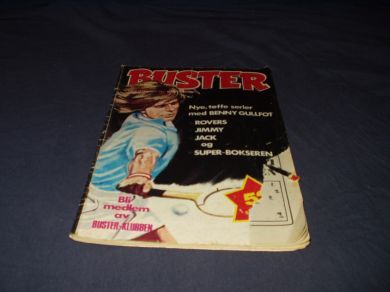 BUSTER
Nye, tøffe serier
med BENNY GULLFOT
ROVERS
JIMMY
JACK
og
SUPER-BOKSEREN
Bli
medlem
av
BUSTER-KLUBBEN